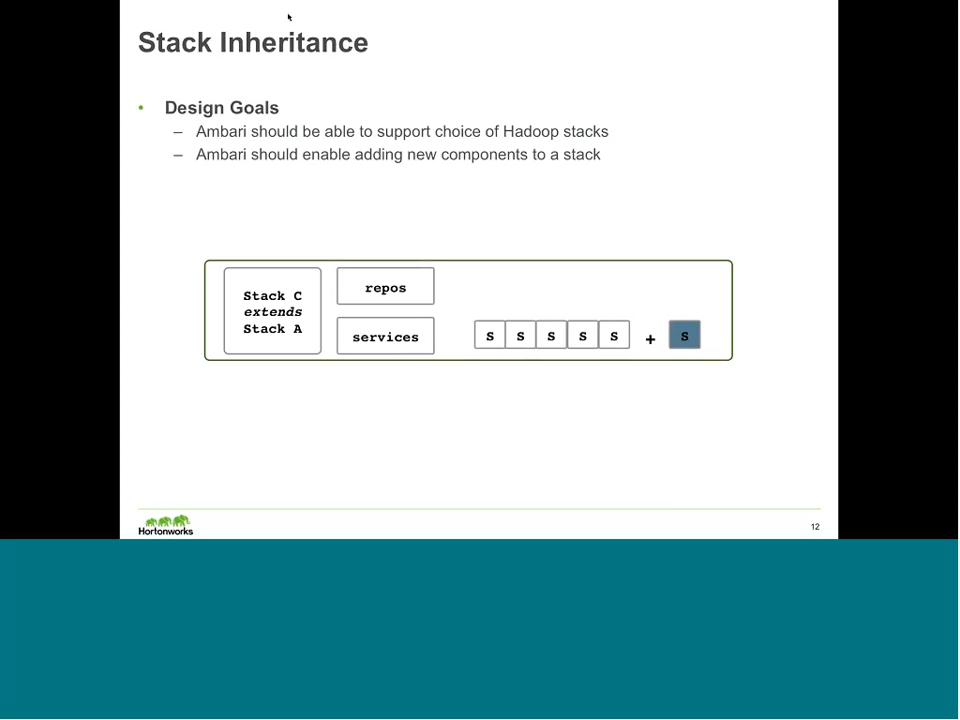 Stack Inheritance
• Design Goals
– Ambari should be able to support choice of Hadoop stacks
– Ambari should enable adding new components to a stack
Stack C
extends
Stack A
repos
services
S S S S S + S
Hortonworks
12